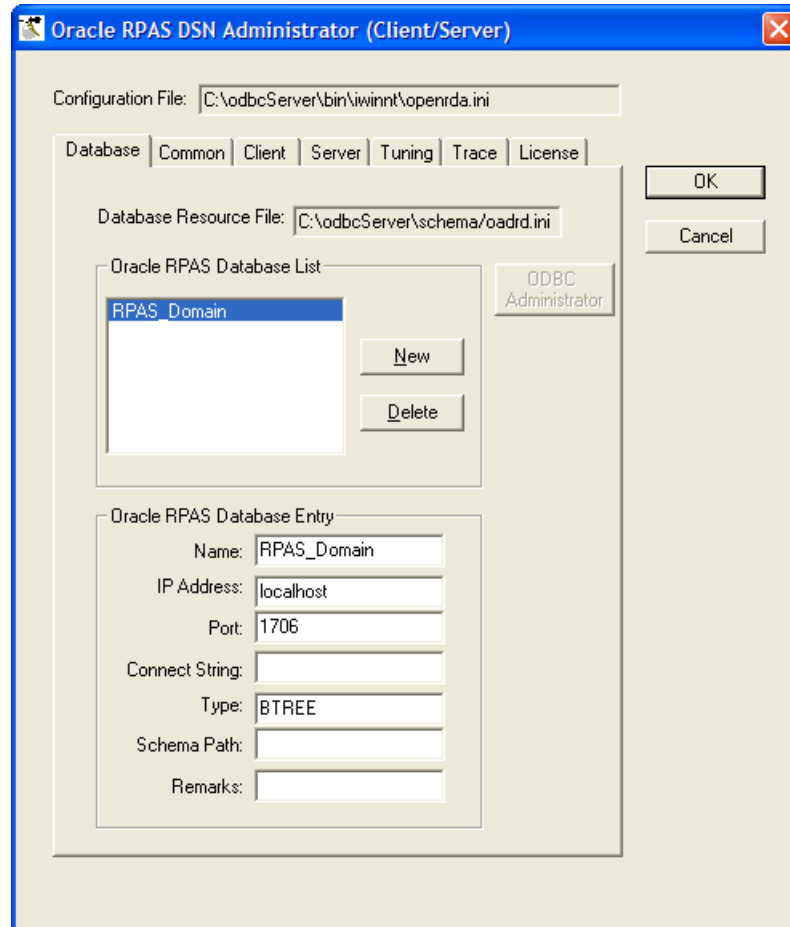 Oracle RPAS DSN Administrator (Client/Server)
Configuration File: C:\odbcServer\bin\iwinnt\openrda.ini
Database Common Client Server Tuning Trace License
OK
Cancel
Database Resource File: C:\odbcServer\schema/oadrd.ini
Oracle RPAS Database List
ODBC
Administrator
RPAS_Domain
New
Delete
Oracle RPAS Database Entry
Name: RPAS_Domain
IP Address: localhost
Port: 1706
Connect String:
Type: BTREE
Schema Path:
Remarks: